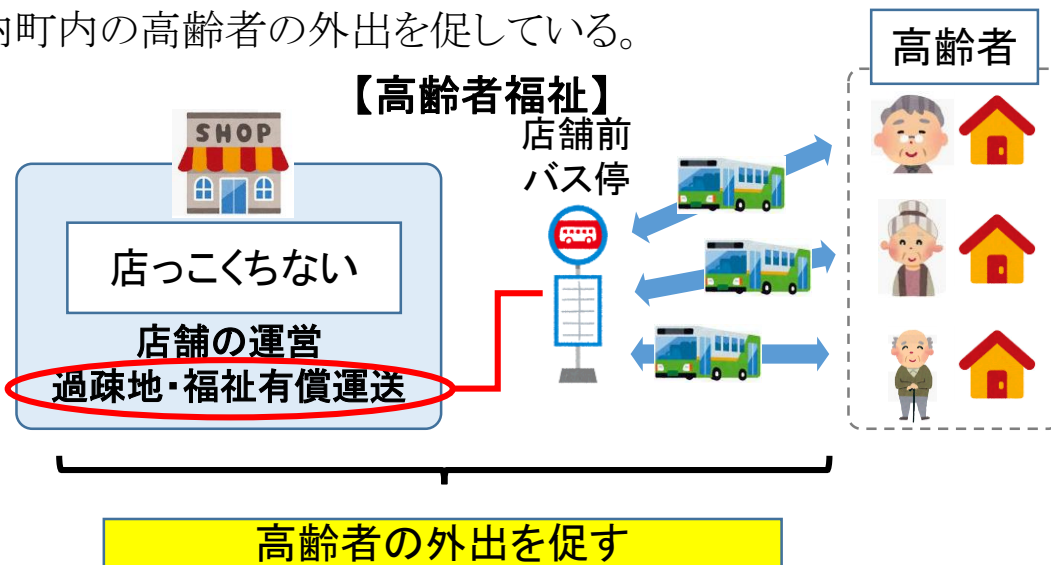 内町内の高齢者の外出を促している。
高齢者
【高齢者福祉】
SHOP
店舗前
バス停
店っこくちない
店舗の運営
過疎地・福祉有償運送
高齢者の外出を促す